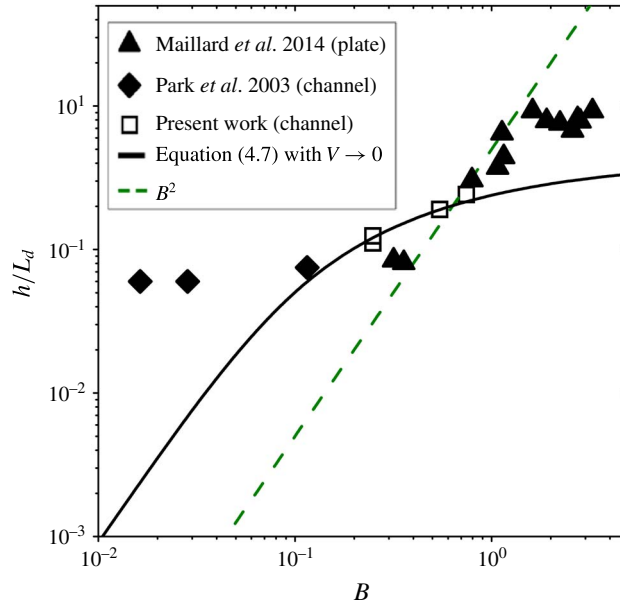 Maillard et al. 2014 (plate)
Park et al. 2003 (channel)
Present work (channel)
Equation (4.7) with V → 0
B²
10¹
10⁻¹
10⁻²
10⁻³
h/L_d
10⁻² 10⁻¹ 10⁰
B